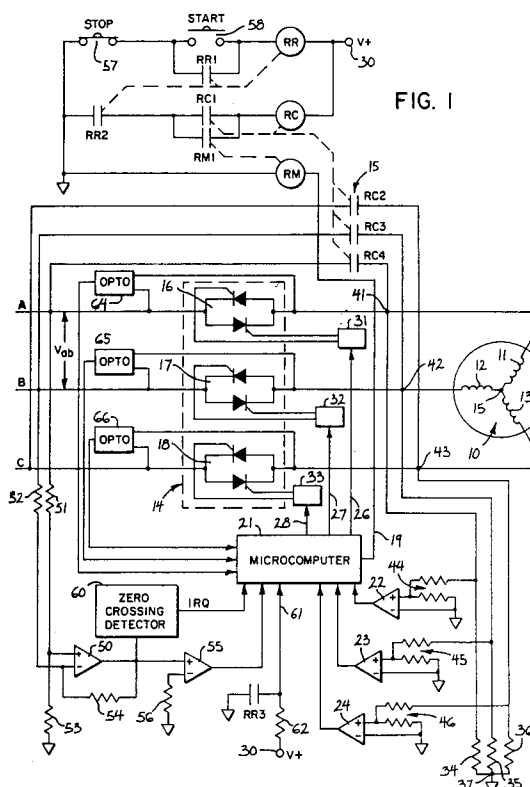 STOP
START
57
58
RR
V+
30
RR1
FIG. 1
RR2
RC1
RC
RM1
RM
15
RC2
RC3
RC4
OPTO
64
16
41
A
31
Vab
OPTO
65
17
11
12
42
B
32
15
13
OPTO
66
18
10
C
43
33
52
51
14
28
27
26
21
19
MICROCOMPUTER
44
22
60
ZERO
CROSSING
DETECTOR
IRQ
61
50
55
23
45
54
56
RR3
24
46
36
53
62
30
V+
34
37
35